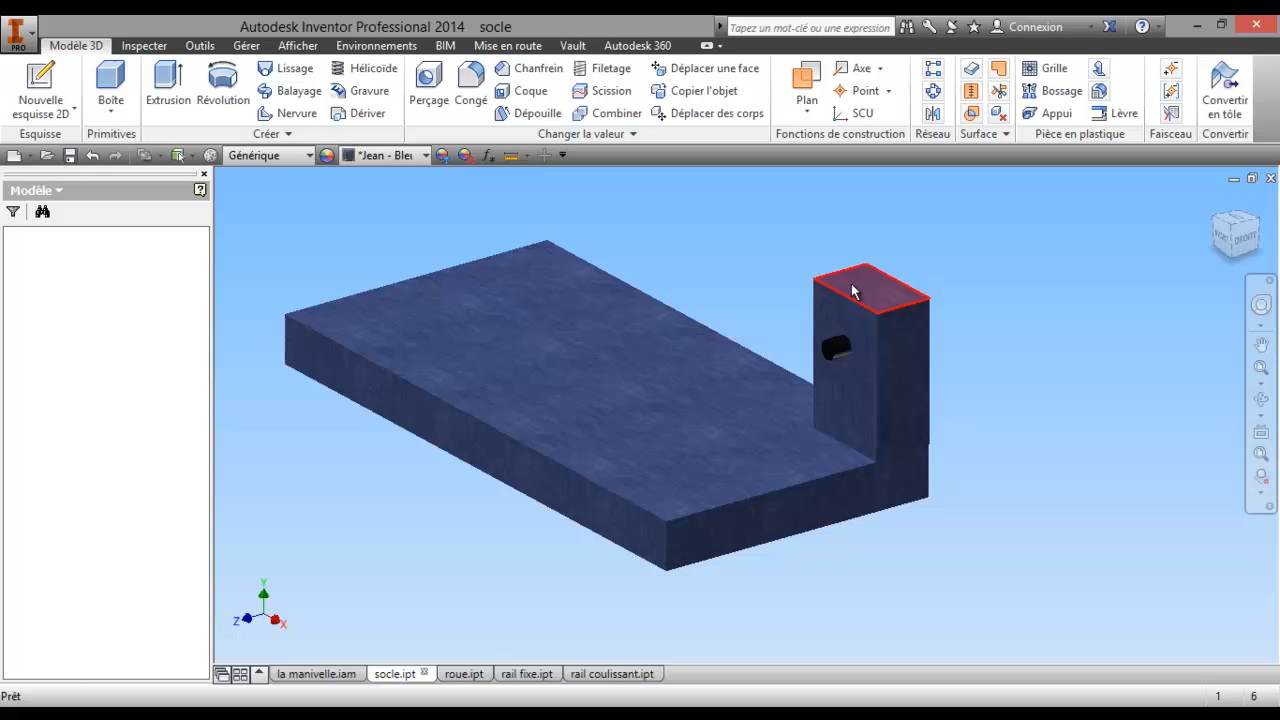 Autodesk Inventor Professional 2014 socle
Tapez un mot-clé ou une expression
Connexion
PRO
Modèle 3D Inspecter Outils Gérer Afficher Environnements BIM Mise en route Vault Autodesk 360
Nouvelle esquisse 2D
Boîte
Extrusion
Révolution
Lissage
Balayage
Nervure
Hélicoïde
Gravure
Dériver
Perçage
Congé
Chanfrein
Coque
Dépouille
Filetage
Scission
Combiner
Déplacer une face
Copier l'objet
Déplacer des corps
Plan
Axe
Point
SCU
Grille
Bossage
Appui
Lèvre
Convertir en tôle
Esquisse Primitives Créer Changer la valeur Fonctions de construction Réseau Surface Pièce en plastique Faisceau Convertir
Générique
*Jean - Bleu
Modèle
DROITE
Y
Z
X
la manivelle.iam socle.ipt roue.ipt rail fixe.ipt rail coulissant.ipt
Prêt
1 6